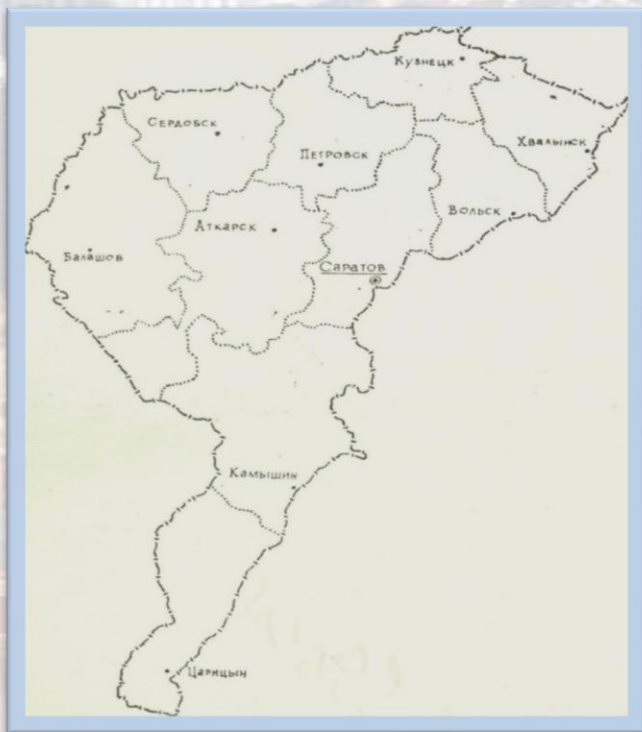 Кузнецк
Сердобск
Петровск
Хвалынск
Вольск
Аткарск
Балашов
Саратов
Камышин
Царицын